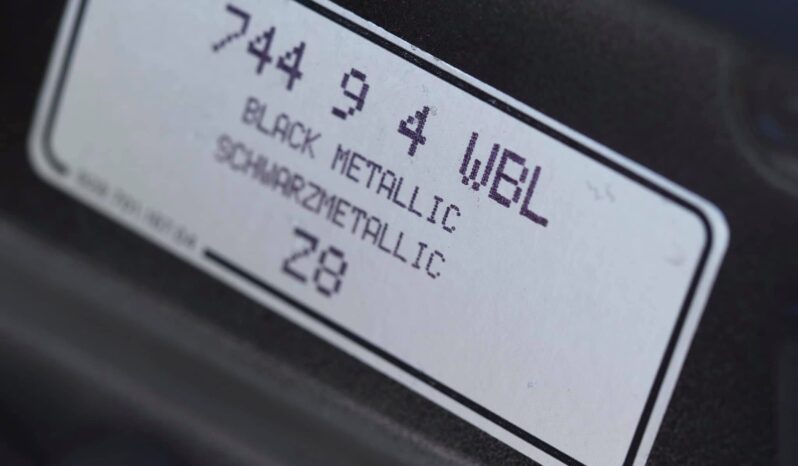 744 9 4 WBL
BLACK METALLIC
SCHWARZMETALLIC
Z8